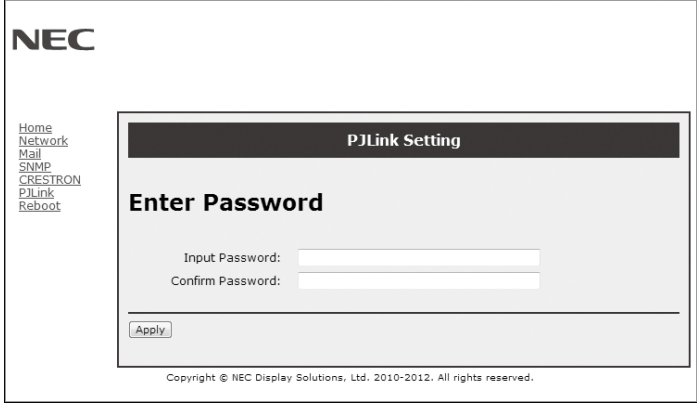 NEC
Home
Network
Mail
SNMP
CRESTRON
PJLink
Reboot
PJLink Setting
Enter Password
Input Password:
Confirm Password:
Apply
Copyright © NEC Display Solutions, Ltd. 2010-2012. All rights reserved.